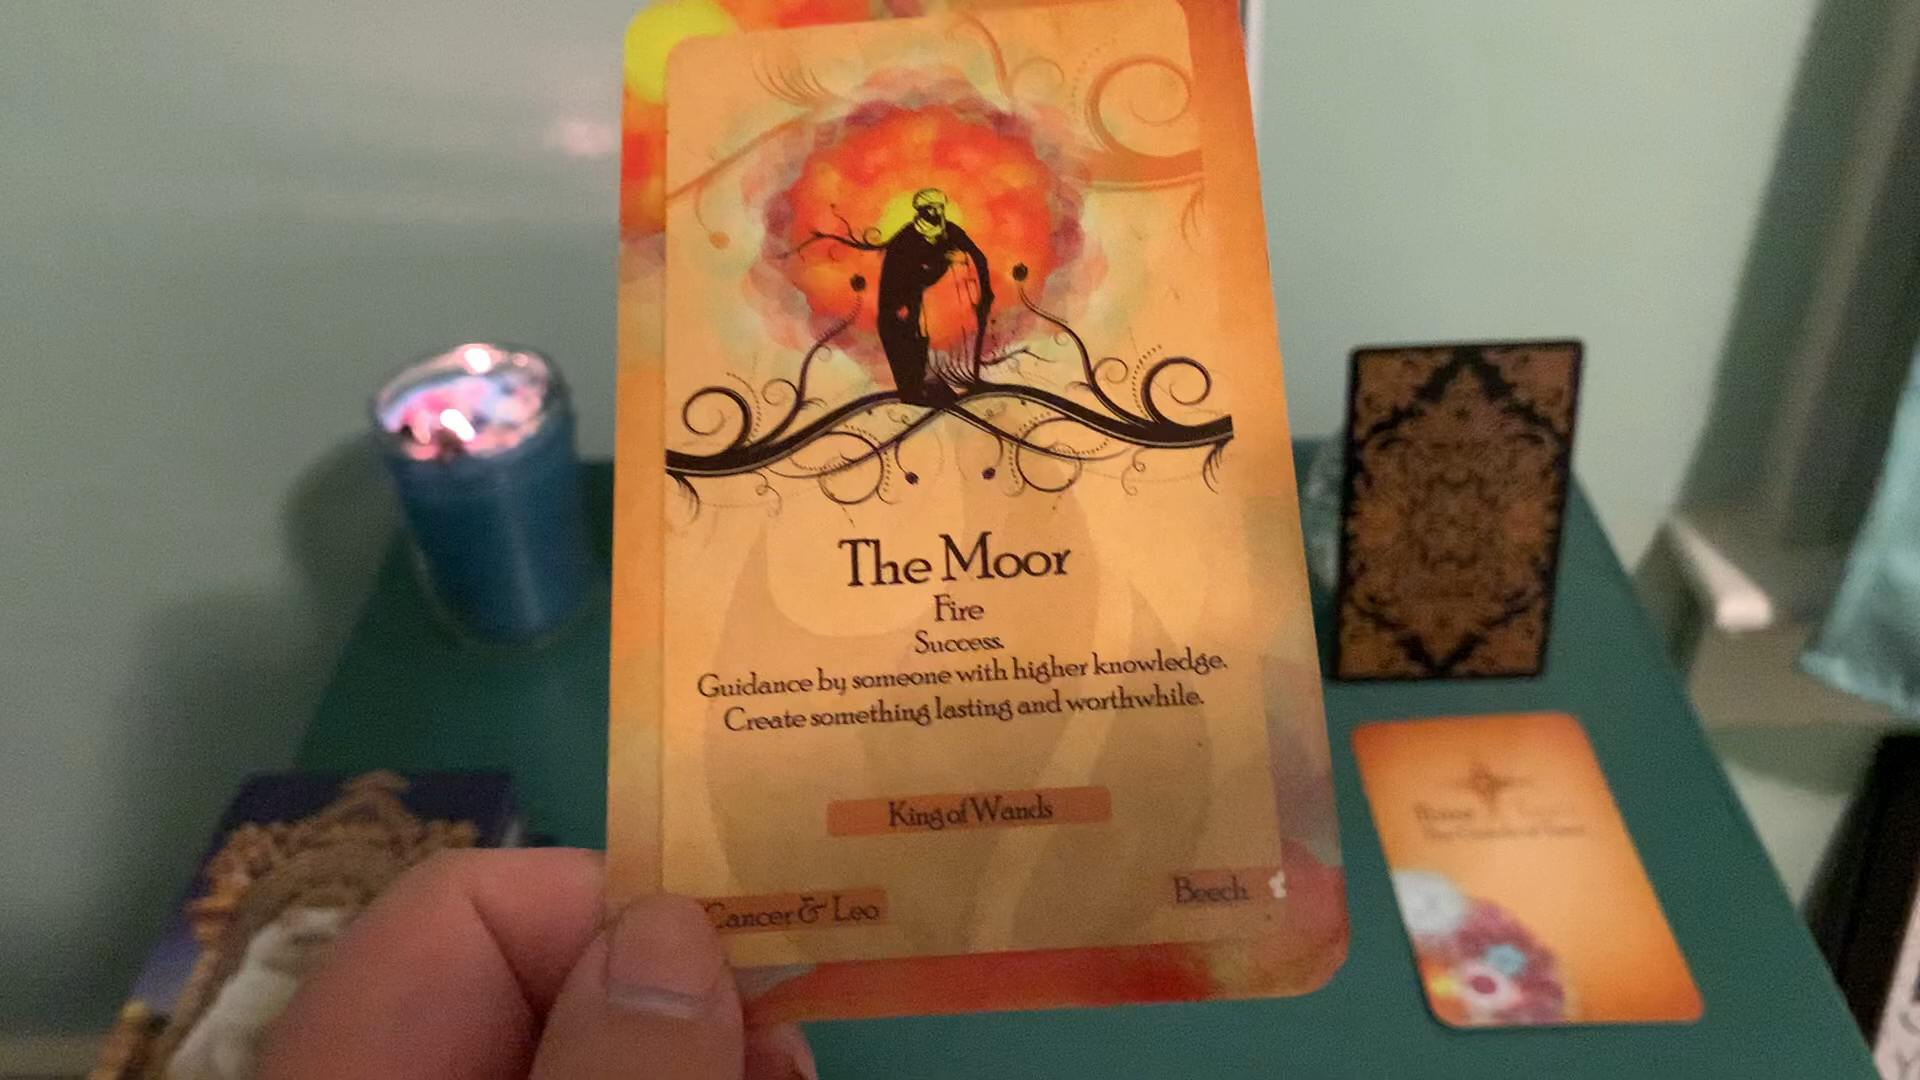 The Moor
Fire
Success.
Guidance by someone with higher knowledge.
Create something lasting and worthwhile.
King of Wands
Cancer & Leo
Beech